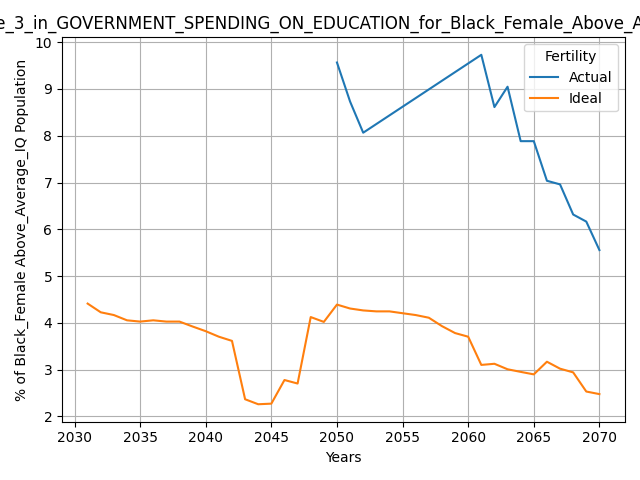 e_3_in_GOVERNMENT_SPENDING_ON_EDUCATION_for_Black_Female_Above_A
% of Black_Female Above_Average_IQ Population
10
9
8
7
6
5
4
3
2
Fertility
Actual
Ideal
2030 2035 2040 2045 2050 2055 2060 2065 2070
Years